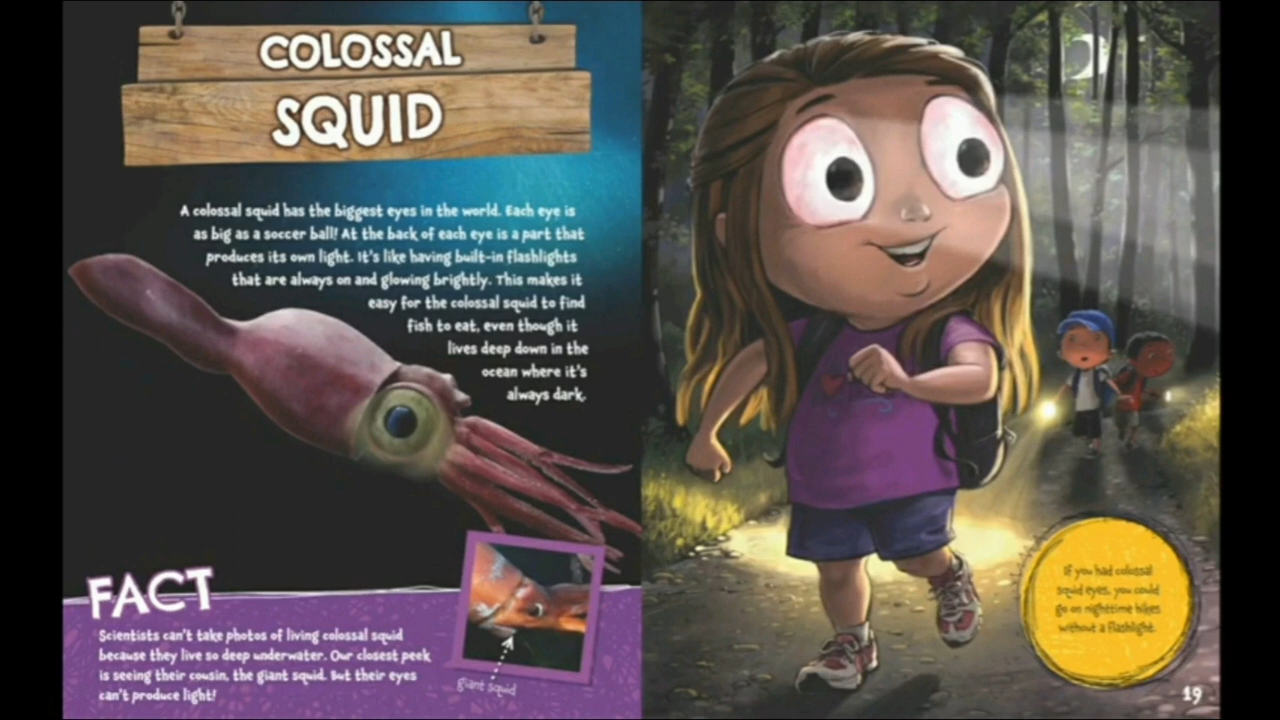 COLOSSAL
SQUID
A colossal squid has the biggest eyes in the world. Each eye is
as big as a soccer ball! At the back of each eye is a part that
produces its own light. It's like having built-in flashlights
that are always on and glowing brightly. This makes it
easy for the colossal squid to find
fish to eat, even though it
lives deep down in the
ocean where it's
always dark.
FACT
Scientists can't take photos of living colossal squid
because they live so deep underwater. Our closest peek
is seeing their cousin, the giant squid. But their eyes
can't produce light!
giant squid
If you had colossal
squid eyes, you could
go on nighttime hikes
without a flashlight.
19